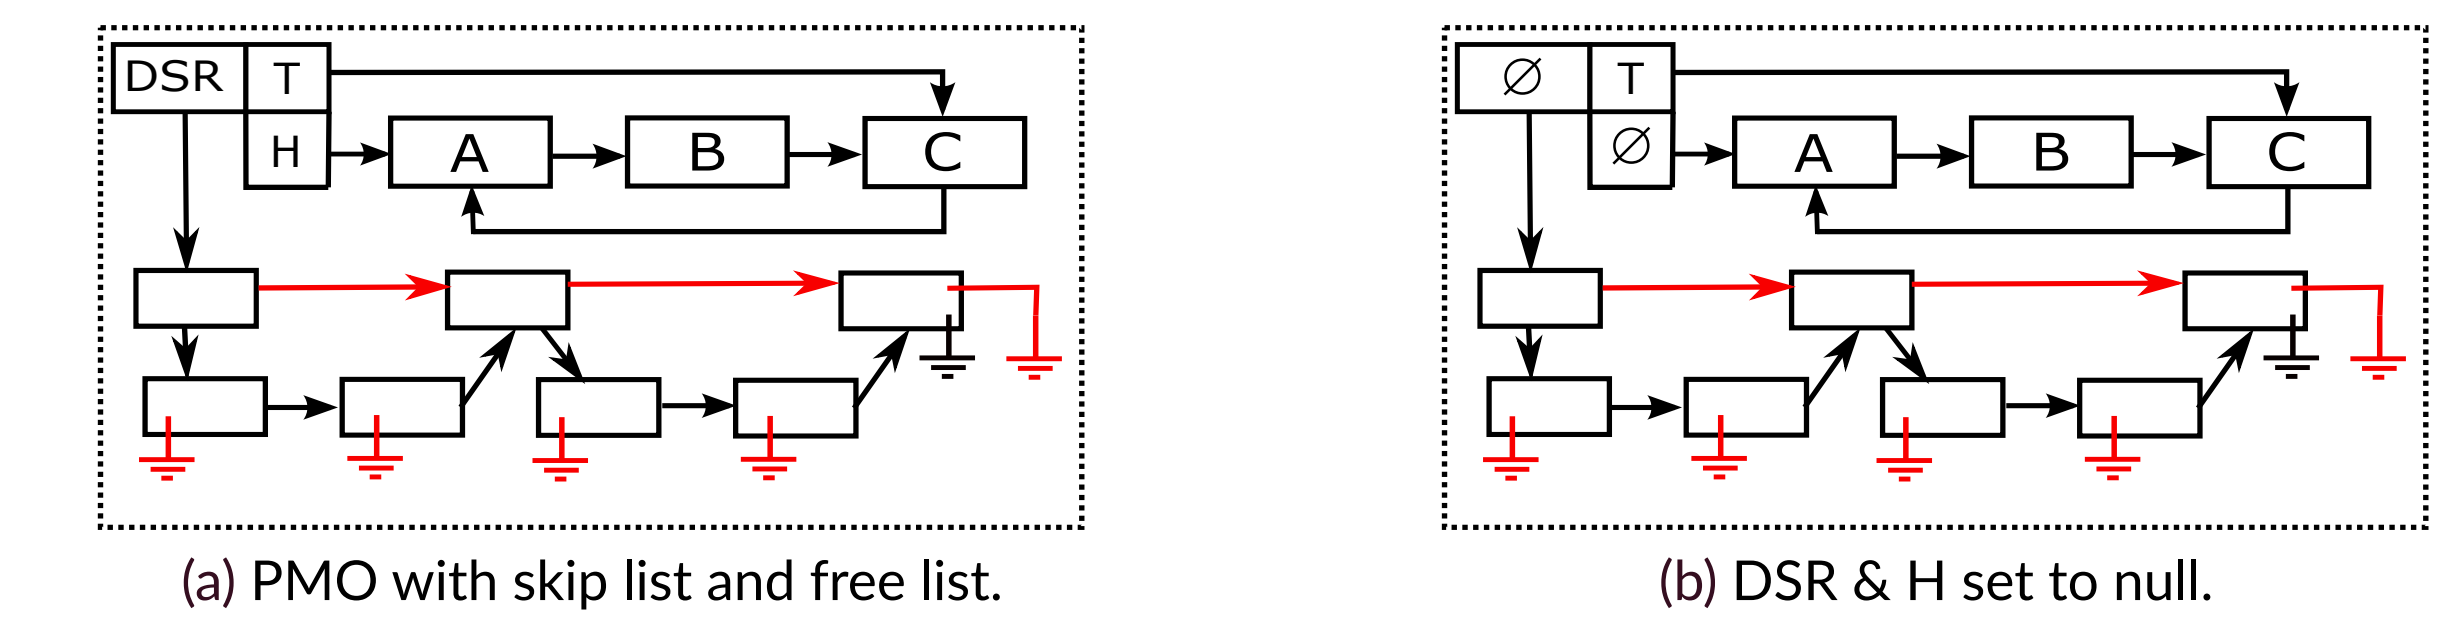 DSR T
H A B C
∅ T
∅ A B C
(a) PMO with skip list and free list.
(b) DSR & H set to null.